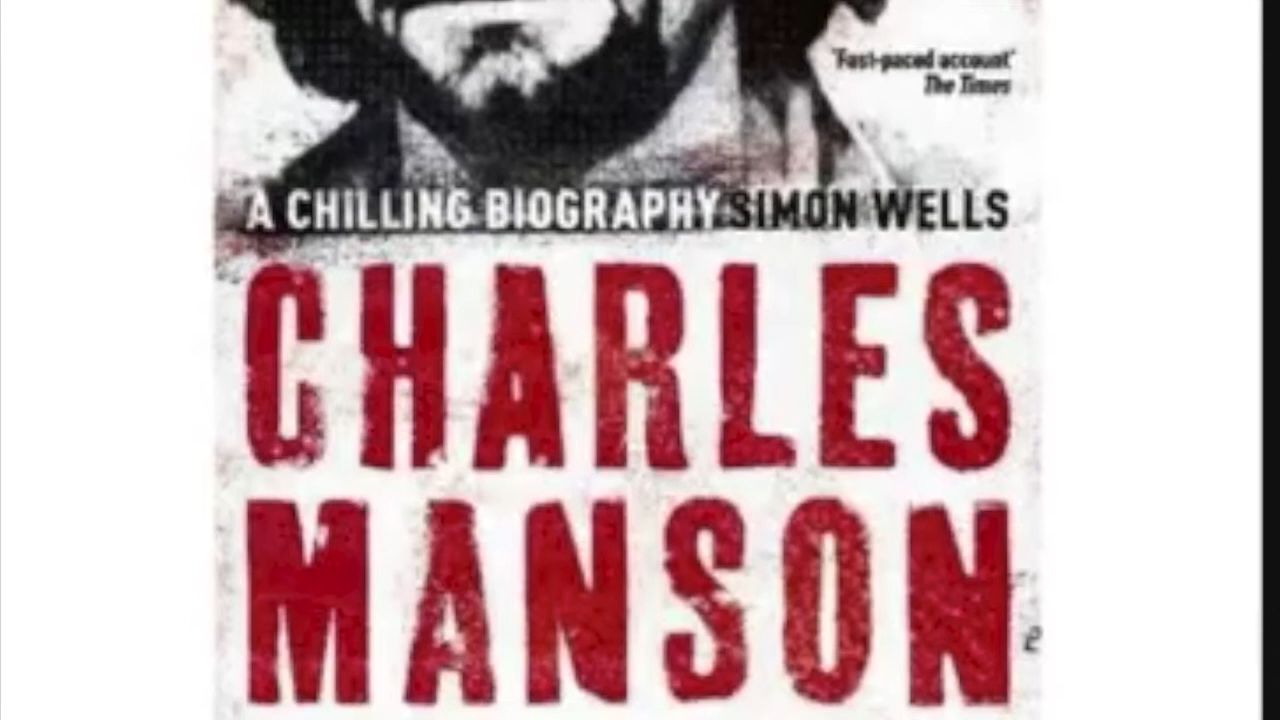 'Fast-paced account'
The Times
A CHILLING BIOGRAPHY SIMON WELLS
CHARLES
MANSON